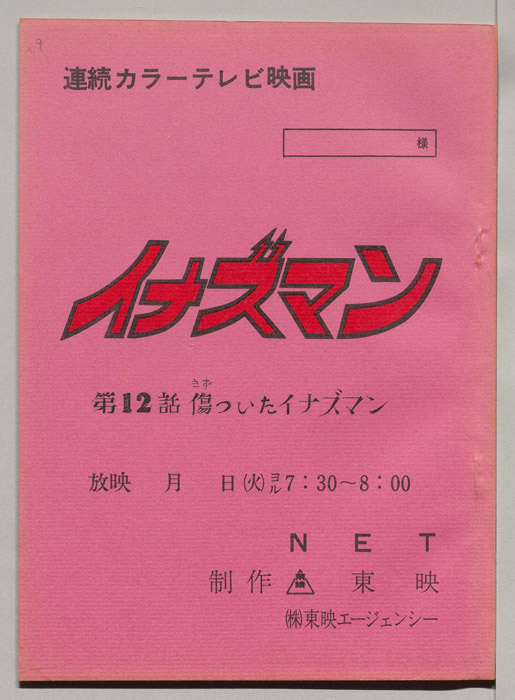 連続カラーテレビ映画
様
イナズマン
第12話 傷ついたイナズマン
きず
放映 月 日(火)ヨル7:30～8:00
NET
制作 東映
(株)東映エージェンシー